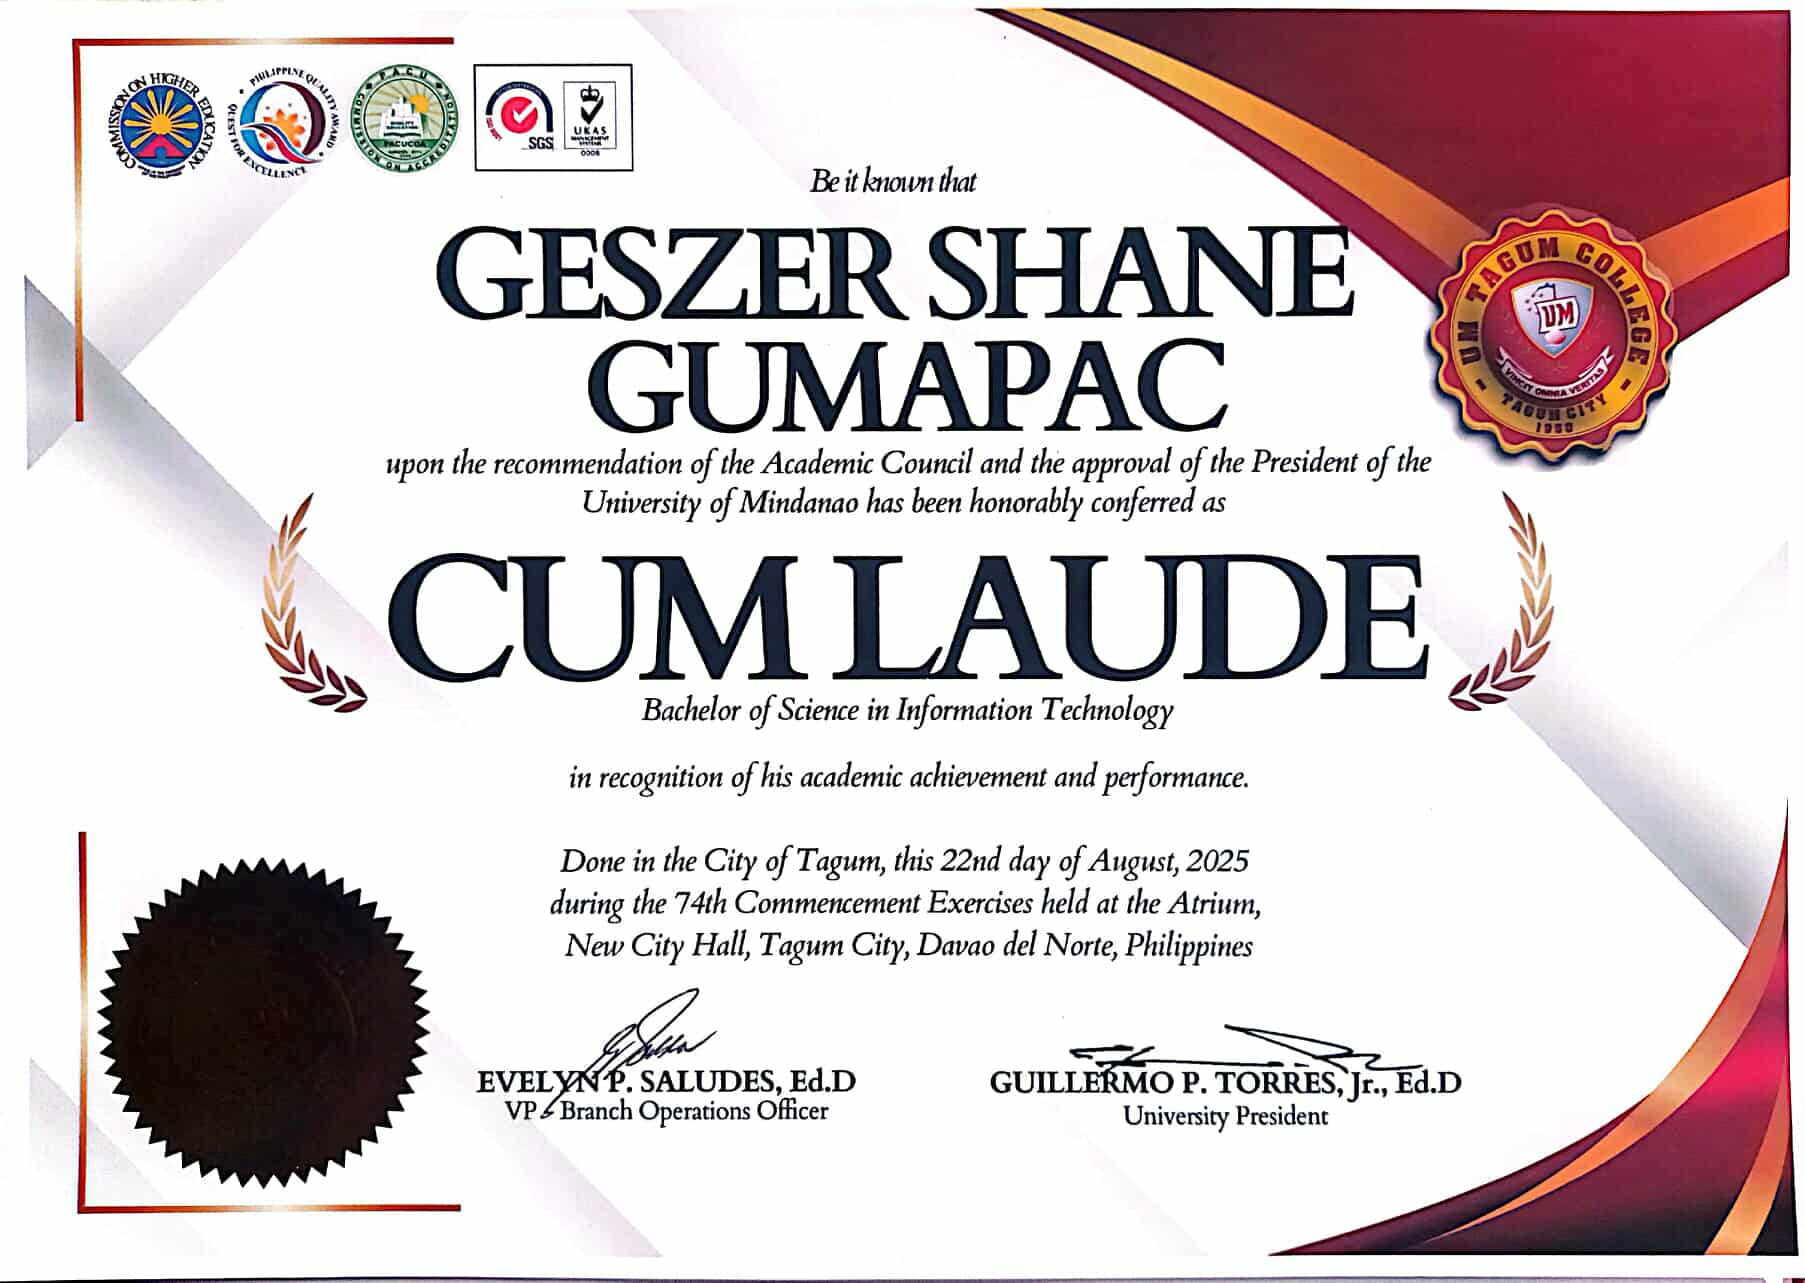 COMMISSION ON HIGHER EDUCATION
PHILIPPINE QUALITY AWARD
QUEST FOR EXCELLENCE
PACU
COMMISSION ON ACCREDITATION
PACUCOA
SGS
UKAS
MANAGEMENT
SYSTEMS
0005
Be it known that
GESZER SHANE
GUMAPAC
UM TAGUM COLLEGE
UM
VINCIT OMNIA VERITAS
TAGUM CITY
1950
upon the recommendation of the Academic Council and the approval of the President of the
University of Mindanao has been honorably conferred as
CUM LAUDE
Bachelor of Science in Information Technology
in recognition of his academic achievement and performance.
Done in the City of Tagum, this 22nd day of August, 2025
during the 74th Commencement Exercises held at the Atrium,
New City Hall, Tagum City, Davao del Norte, Philippines
EVELYN P. SALUDES, Ed.D
VP - Branch Operations Officer
GUILLERMO P. TORRES, Jr., Ed.D
University President